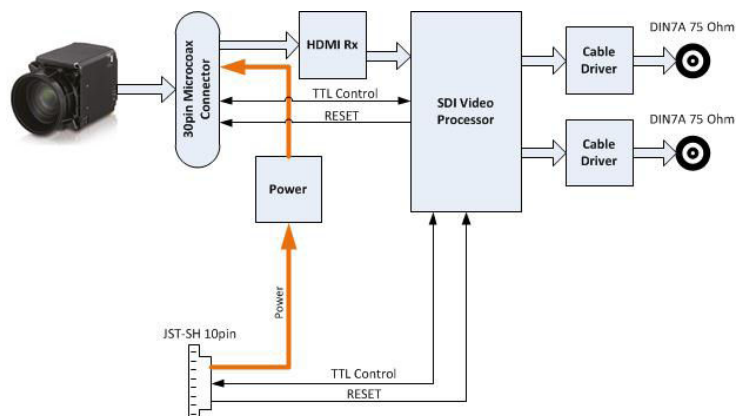 DIN7A 75 Ohm
30pin Microcoax
Connector
HDMI Rx
SDI Video
Processor
Cable
Driver
TTL Control
RESET
DIN7A 75 Ohm
Cable
Driver
Power
Power
JST-SH 10pin
TTL Control
RESET